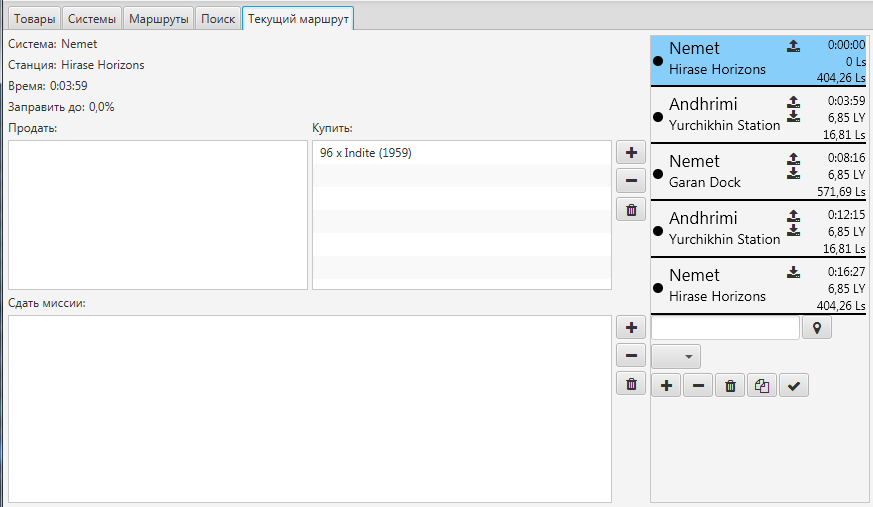 Товары Системы Маршруты Поиск Текущий маршрут
Система: Nemet
Станция: Hirase Horizons
Время: 0:03:59
Заправить до: 0,0%
Продать:
Купить:
96 x Indite (1959)
Сдать миссии:
Nemet 0:00:00
Hirase Horizons 0 Ls
404,26 Ls
Andhrimi 0:03:59
Yurchikhin Station 6,85 LY
16,81 Ls
Nemet 0:08:16
Garan Dock 6,85 LY
571,69 Ls
Andhrimi 0:12:15
Yurchikhin Station 6,85 LY
16,81 Ls
Nemet 0:16:27
Hirase Horizons 6,85 LY
404,26 Ls